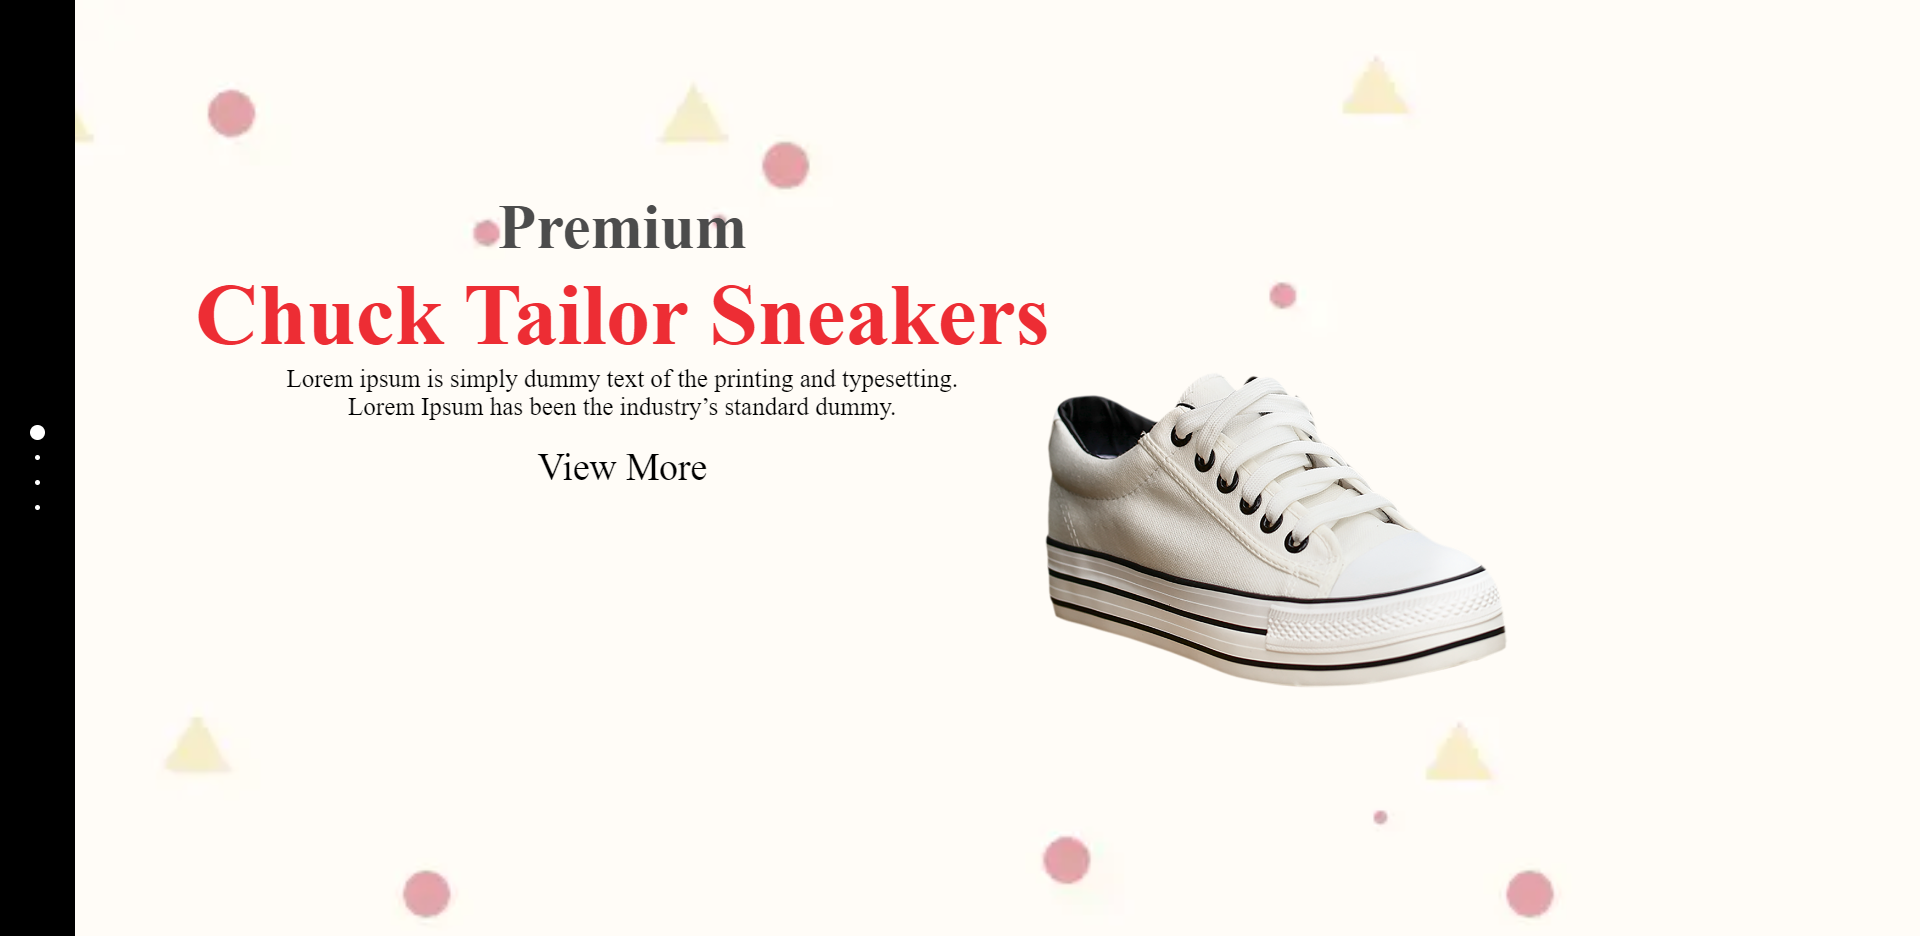 Premium
Chuck Tailor Sneakers
Lorem ipsum is simply dummy text of the printing and typesetting.
Lorem Ipsum has been the industry’s standard dummy.
View More